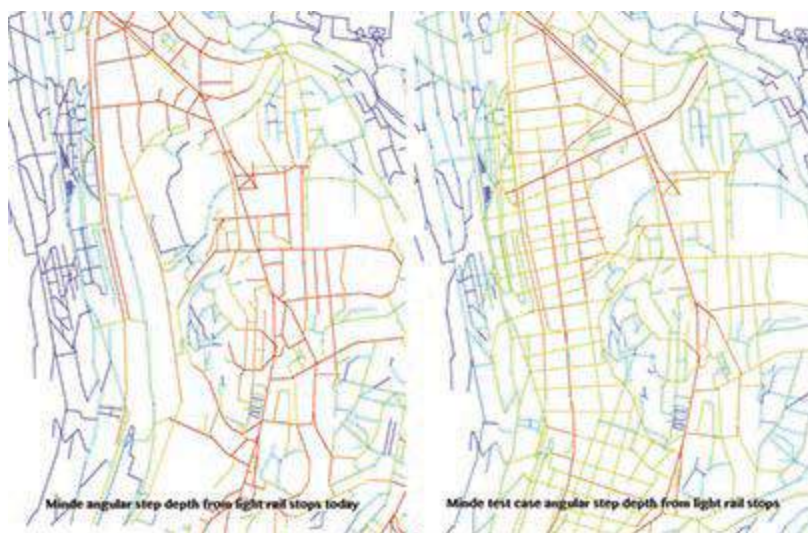 Minde angular step depth from light rail stops today
Minde test case angular step depth from light rail stops